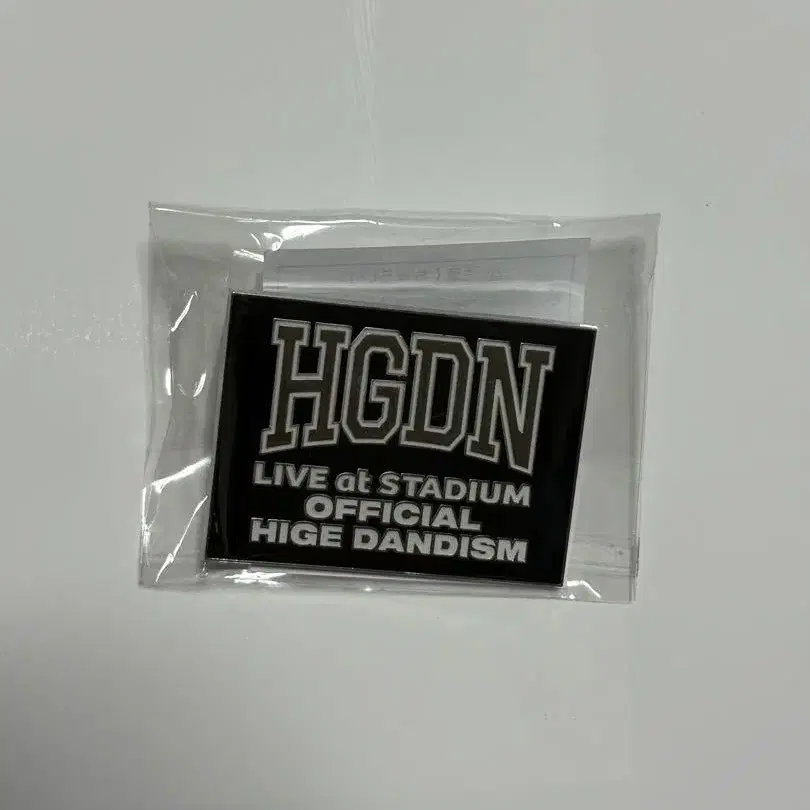 HGDN
LIVE at STADIUM
OFFICIAL
HIGE DANDISM